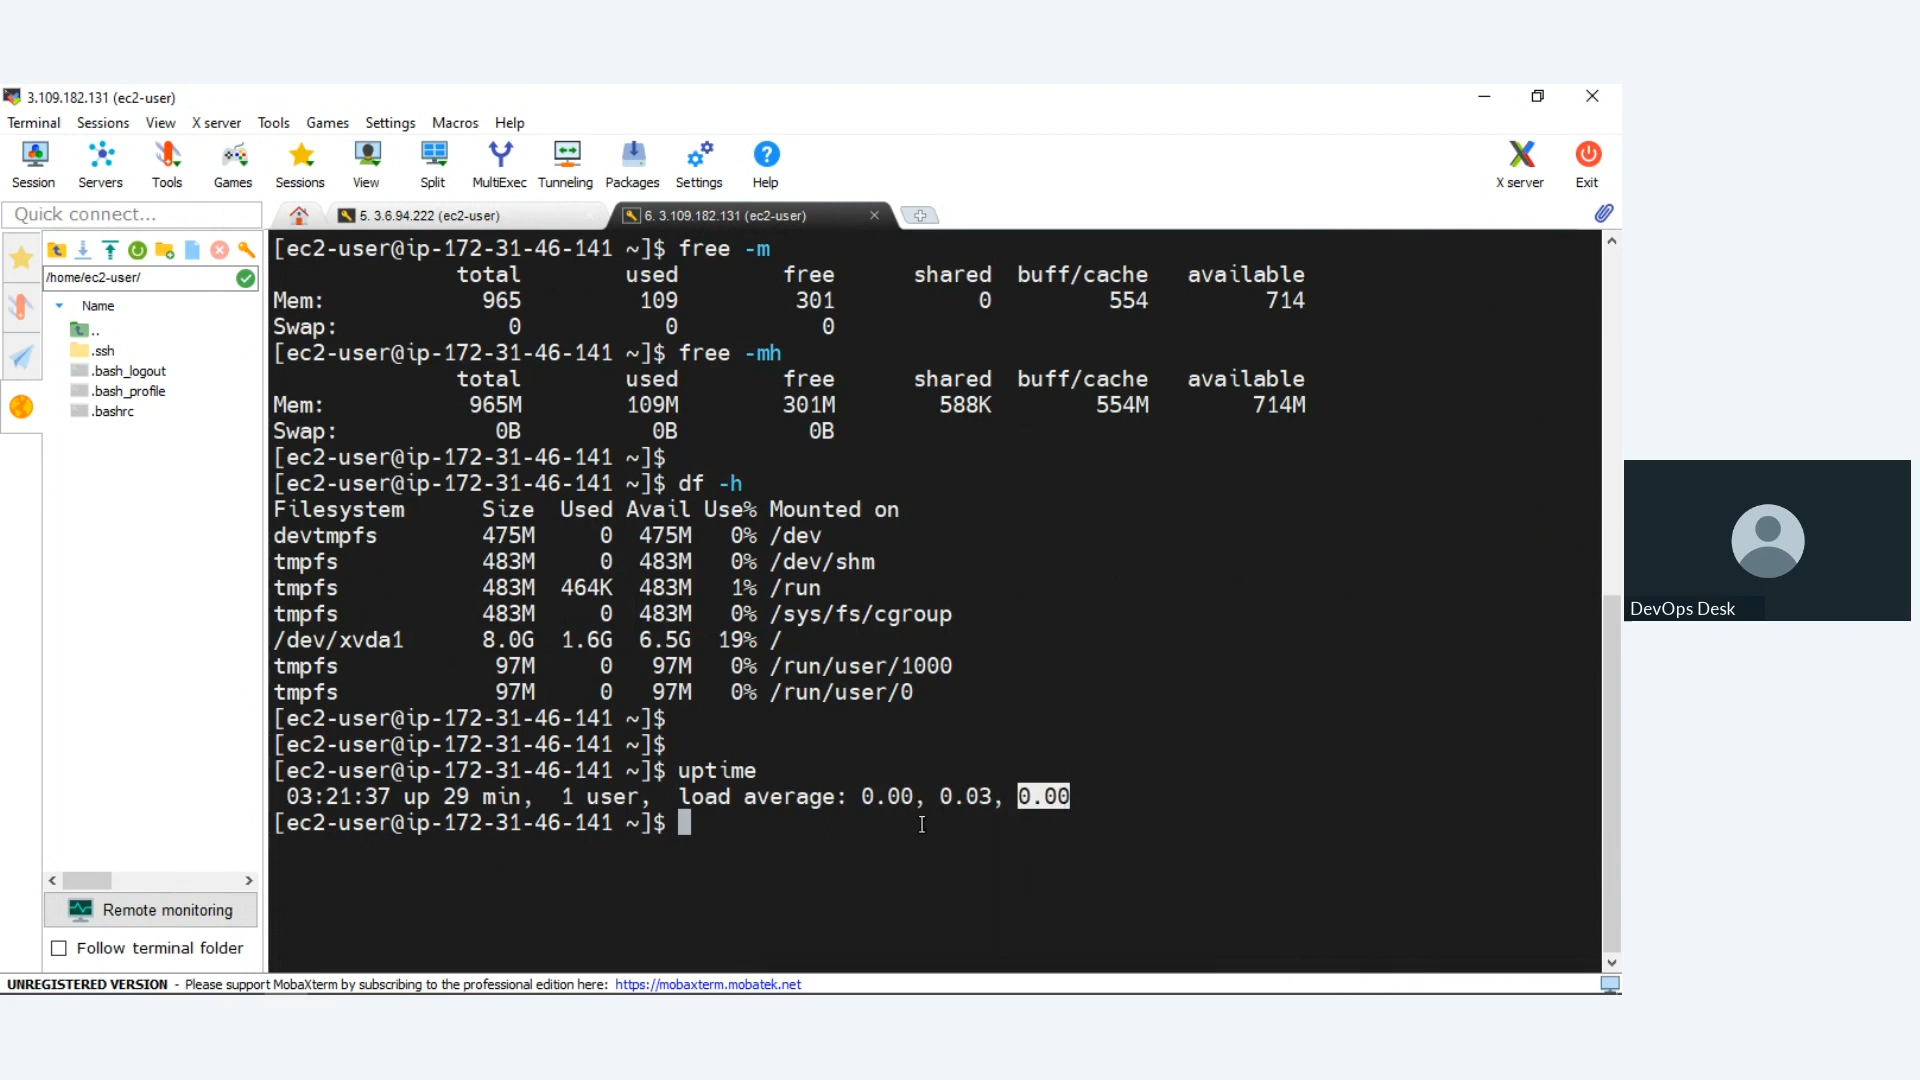 3.109.182.131 (ec2-user)
Terminal Sessions View X server Tools Games Settings Macros Help
Session Servers Tools Games Sessions View Split MultiExec Tunneling Packages Settings Help X server Exit
Quick connect...
5. 3.6.94.222 (ec2-user)
6. 3.109.182.131 (ec2-user)
/home/ec2-user/
Name
..
.ssh
.bash_logout
.bash_profile
.bashrc
Remote monitoring
Follow terminal folder
[ec2-user@ip-172-31-46-141 ~]$ free -m
total used free shared buff/cache available
Mem: 965 109 301 0 554 714
Swap: 0 0 0
[ec2-user@ip-172-31-46-141 ~]$ free -mh
total used free shared buff/cache available
Mem: 965M 109M 301M 588K 554M 714M
Swap: 0B 0B 0B
[ec2-user@ip-172-31-46-141 ~]$
[ec2-user@ip-172-31-46-141 ~]$ df -h
Filesystem Size Used Avail Use% Mounted on
devtmpfs 475M 0 475M 0% /dev
tmpfs 483M 0 483M 0% /dev/shm
tmpfs 483M 464K 483M 1% /run
tmpfs 483M 0 483M 0% /sys/fs/cgroup
/dev/xvda1 8.0G 1.6G 6.5G 19% /
tmpfs 97M 0 97M 0% /run/user/1000
tmpfs 97M 0 97M 0% /run/user/0
[ec2-user@ip-172-31-46-141 ~]$
[ec2-user@ip-172-31-46-141 ~]$
[ec2-user@ip-172-31-46-141 ~]$ uptime
03:21:37 up 29 min, 1 user, load average: 0.00, 0.03, 0.00
[ec2-user@ip-172-31-46-141 ~]$
DevOps Desk
UNREGISTERED VERSION - Please support MobaXterm by subscribing to the professional edition here: https://mobaxterm.mobatek.net